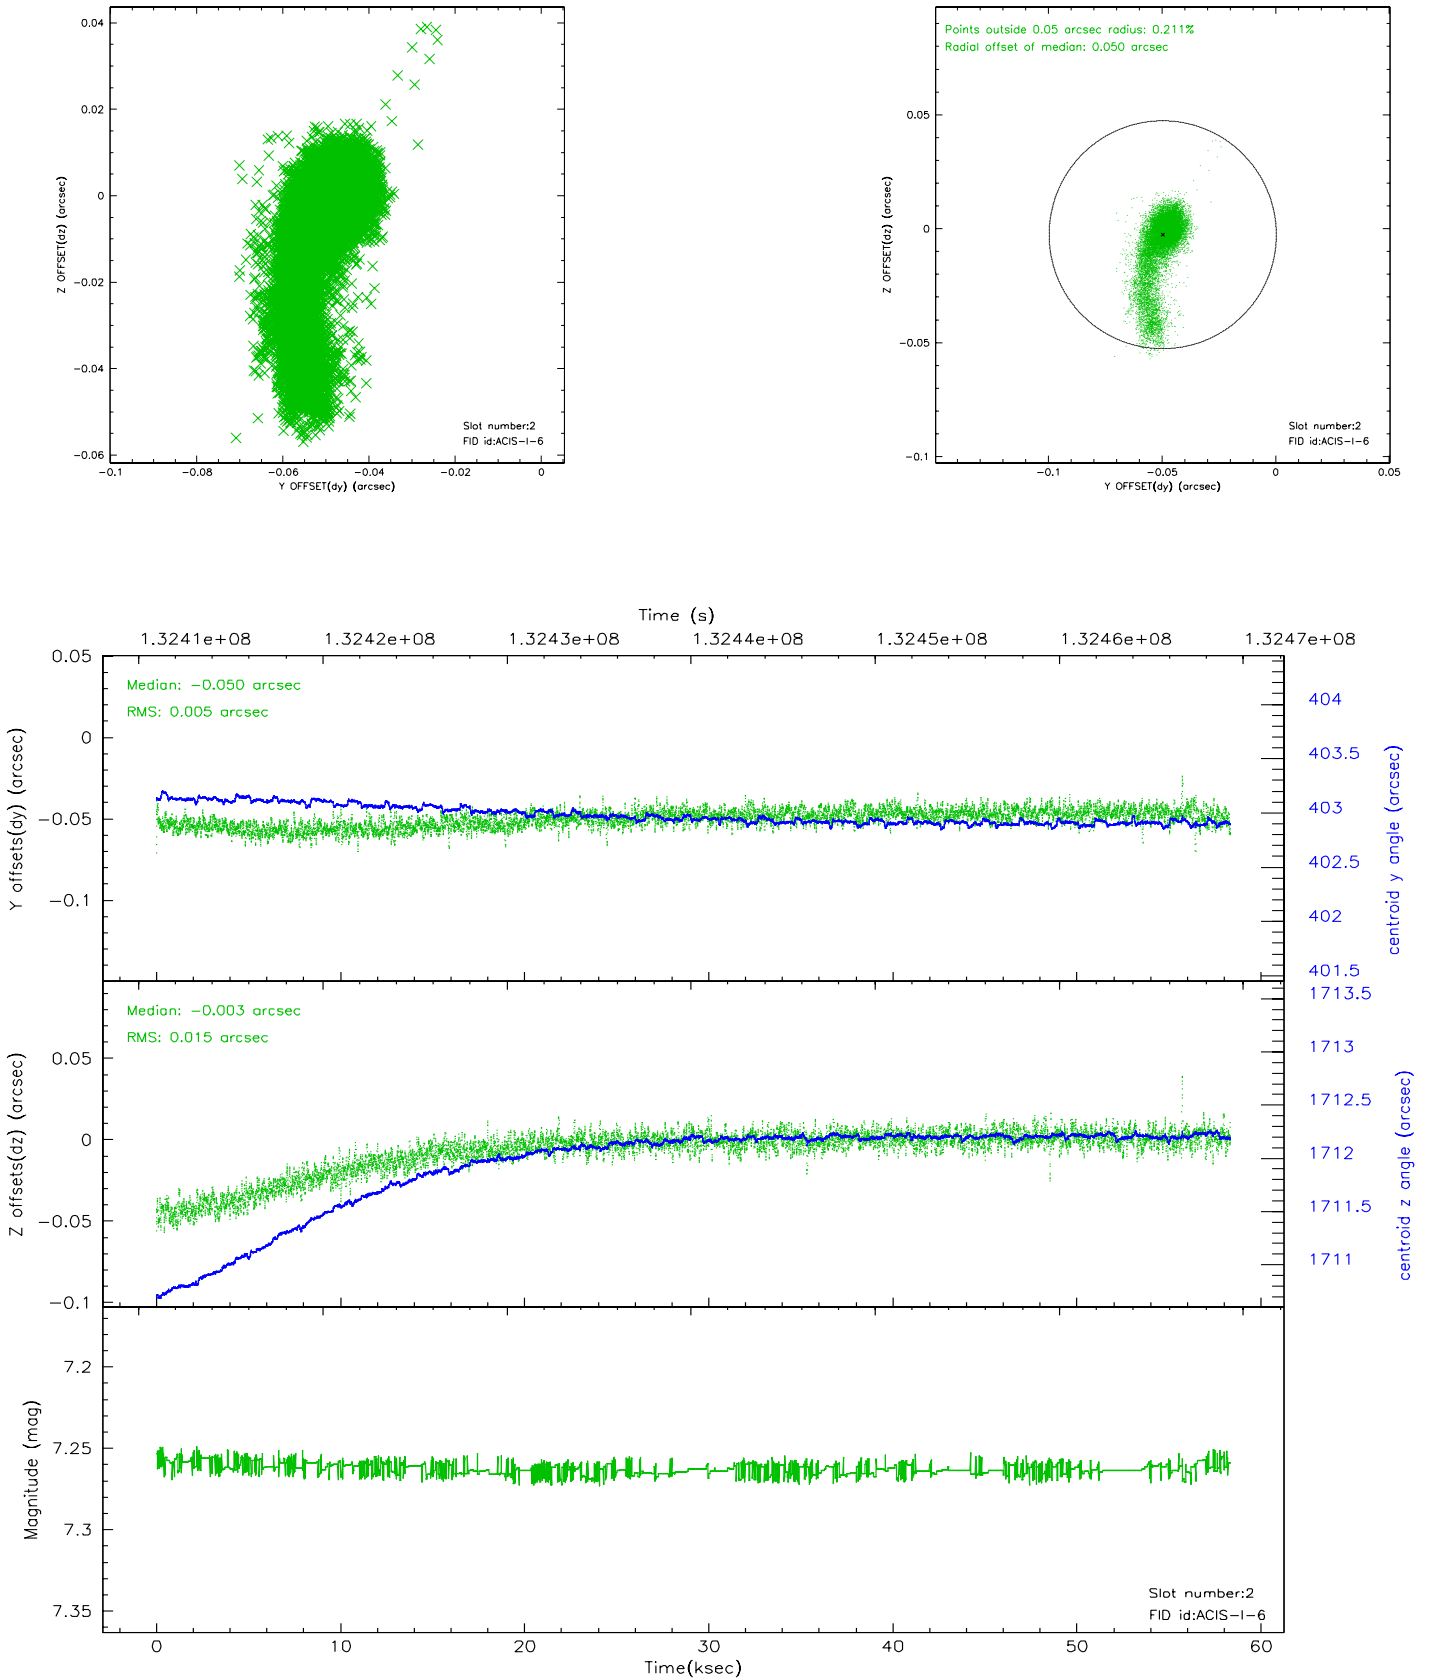 0.04
0.02
0
−0.02
−0.04
−0.06
Z OFFSET(dz) (arcsec)
Slot number:2
FID id:ACIS−I−6
−0.1 −0.08 −0.06 −0.04 −0.02 0
Y OFFSET(dy) (arcsec)
Points outside 0.05 arcsec radius: 0.211%
Radial offset of median: 0.050 arcsec
0.05
0
−0.05
−0.1
Z OFFSET(dz) (arcsec)
Slot number:2
FID id:ACIS−I−6
−0.1 −0.05 0 0.05
Y OFFSET(dy) (arcsec)
Time (s)
1.3241e+08 1.3242e+08 1.3243e+08 1.3244e+08 1.3245e+08 1.3246e+08 1.3247e+08
0.05
0
−0.05
−0.1
Y offsets(dy) (arcsec)
Median: −0.050 arcsec
RMS: 0.005 arcsec
404
403.5
403
402.5
402
401.5
centroid y angle (arcsec)
0.05
0
−0.05
−0.1
Z offsets(dz) (arcsec)
Median: −0.003 arcsec
RMS: 0.015 arcsec
1713.5
1713
1712.5
1712
1711.5
1711
centroid z angle (arcsec)
7.2
7.25
7.3
7.35
Magnitude (mag)
Slot number:2
FID id:ACIS−I−6
0 10 20 30 40 50 60
Time(ksec)